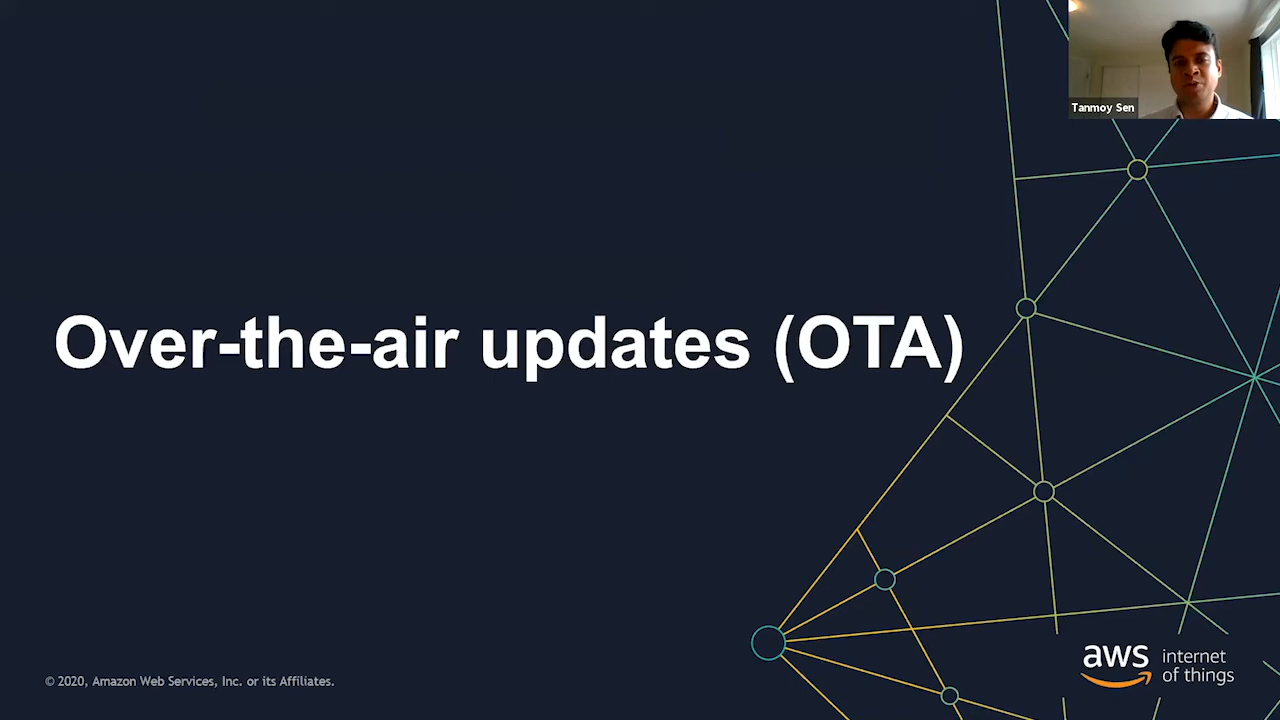 Tanmoy Sen
Over-the-air updates (OTA)
© 2020, Amazon Web Services, Inc. or its Affiliates.
aws
internet
of things